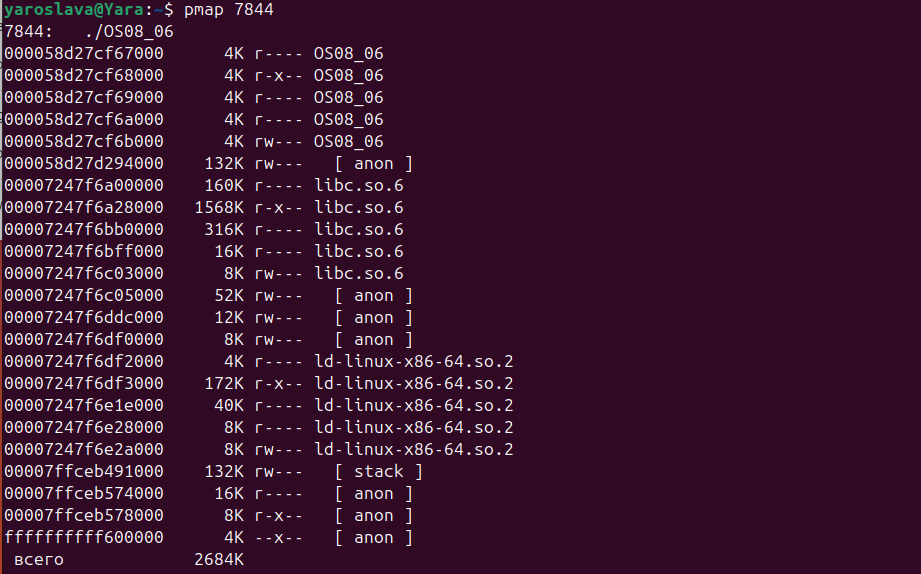 yaroslava@Yara:~$ pmap 7844
7844:   ./OS08_06
000058d27cf67000      4K r---- OS08_06
000058d27cf68000      4K r-x-- OS08_06
000058d27cf69000      4K r---- OS08_06
000058d27cf6a000      4K r---- OS08_06
000058d27cf6b000      4K rw--- OS08_06
000058d27d294000    132K rw---   [ anon ]
00007247f6a00000    160K r---- libc.so.6
00007247f6a28000   1568K r-x-- libc.so.6
00007247f6bb0000    316K r---- libc.so.6
00007247f6bff000     16K r---- libc.so.6
00007247f6c03000      8K rw--- libc.so.6
00007247f6c05000     52K rw---   [ anon ]
00007247f6ddc000     12K rw---   [ anon ]
00007247f6df0000      8K rw---   [ anon ]
00007247f6df2000      4K r---- ld-linux-x86-64.so.2
00007247f6df3000    172K r-x-- ld-linux-x86-64.so.2
00007247f6e1e000     40K r---- ld-linux-x86-64.so.2
00007247f6e28000      8K r---- ld-linux-x86-64.so.2
00007247f6e2a000      8K rw--- ld-linux-x86-64.so.2
00007ffceb491000    132K rw---   [ stack ]
00007ffceb574000     16K r----   [ anon ]
00007ffceb578000      8K r-x--   [ anon ]
ffffffffff600000      4K --x--   [ anon ]
 всего             2684K